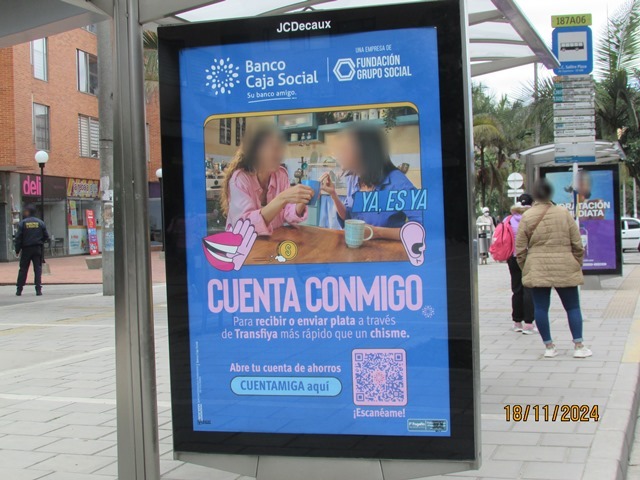 JCDecaux
Banco
Caja Social
Su banco amigo.
UNA EMPRESA DE
FUNDACIÓN
GRUPO SOCIAL
YA, ES YA
CUENTA CONMIGO
Para recibir o enviar plata a través
de Transfiya más rápido que un chisme.
Abre tu cuenta de ahorros
CUENTAMIGA aquí
¡Escanéame!
187A06
deli
18/11/2024